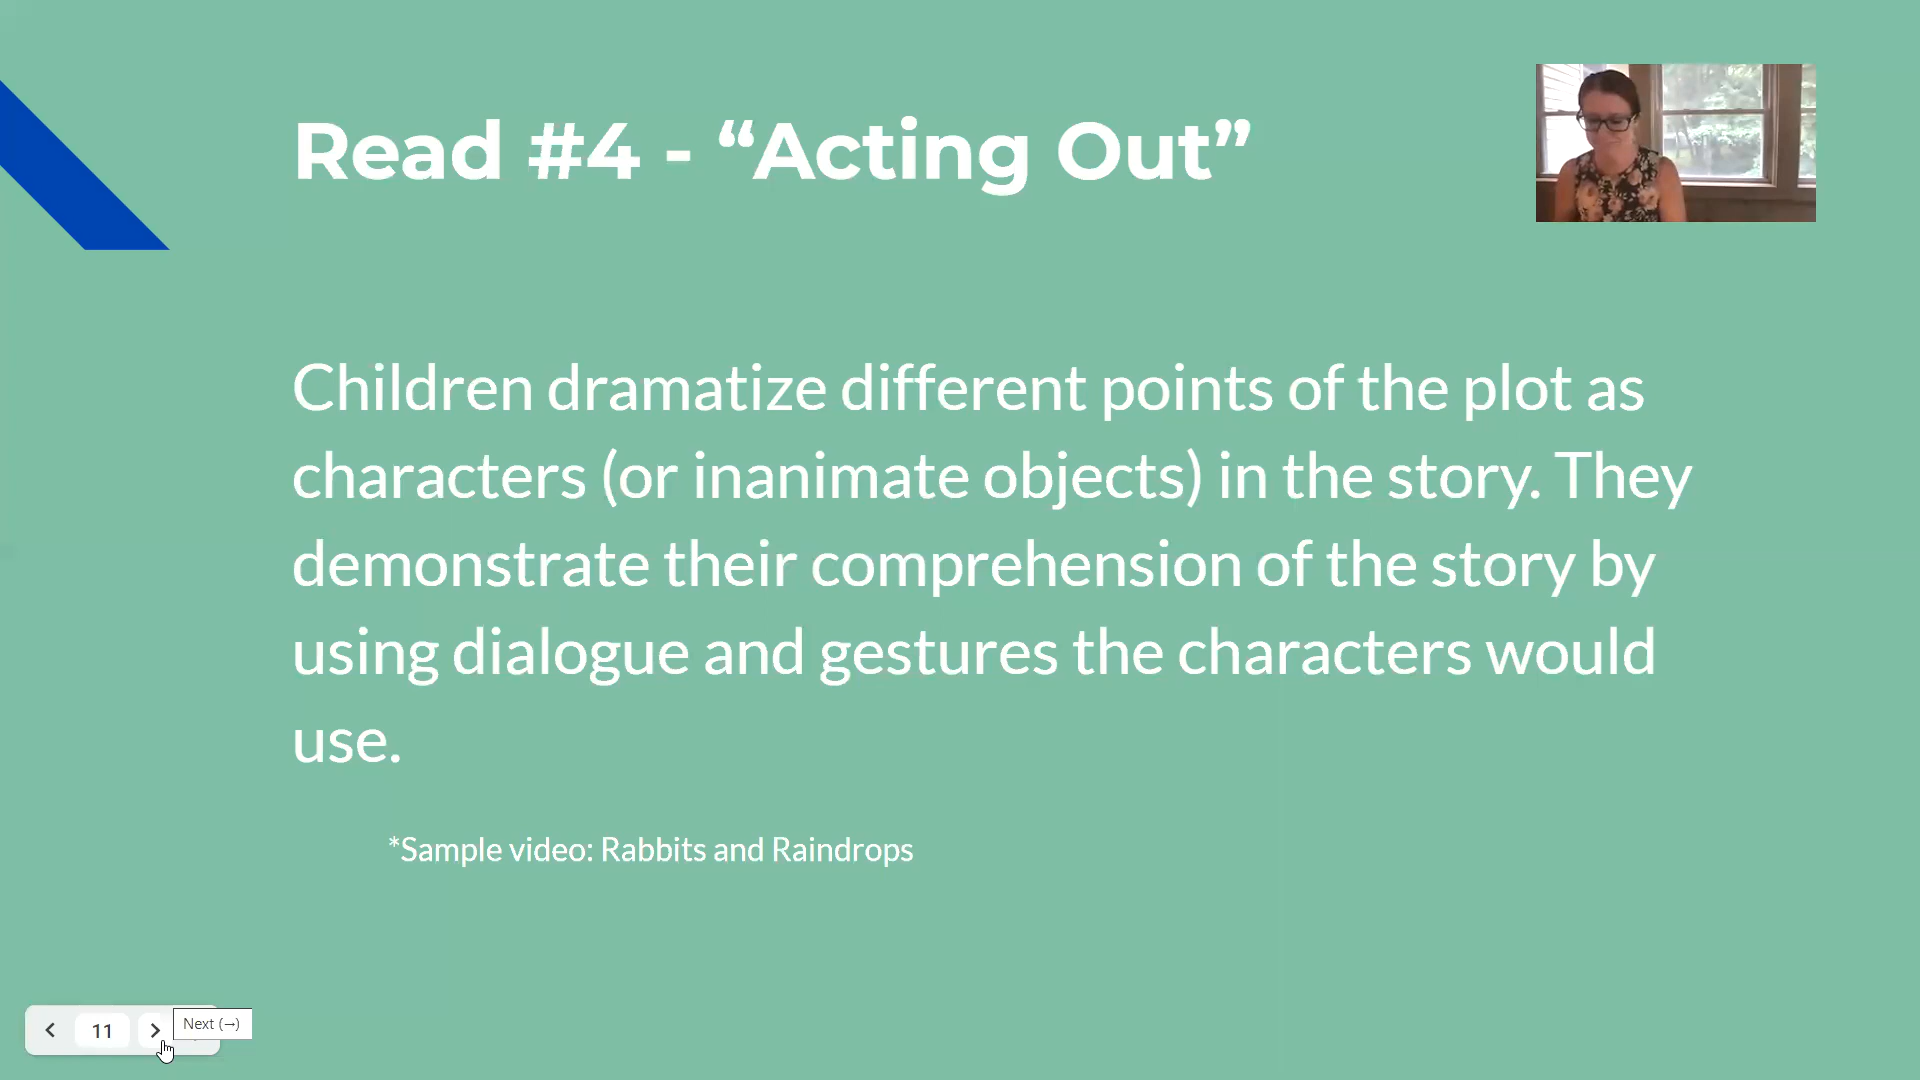 Read #4 - “Acting Out”
Children dramatize different points of the plot as
characters (or inanimate objects) in the story. They
demonstrate their comprehension of the story by
using dialogue and gestures the characters would
use.
*Sample video: Rabbits and Raindrops
11
Next (→)